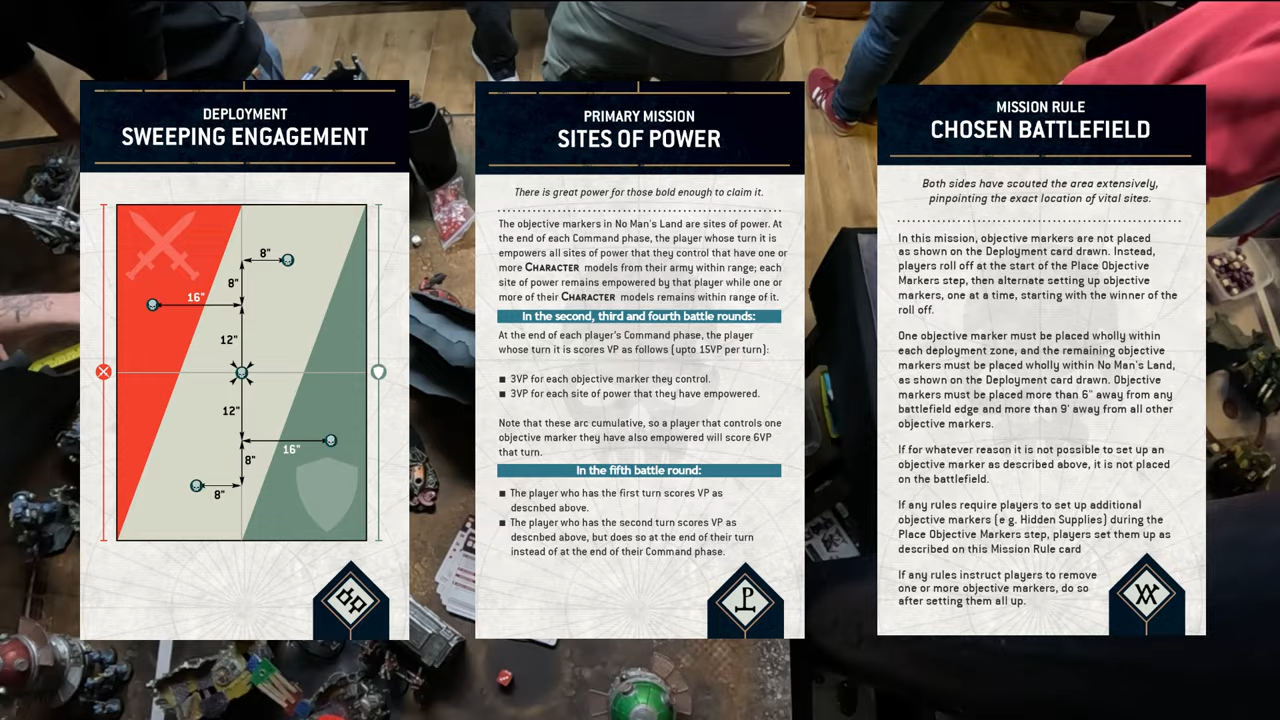 DEPLOYMENT
SWEEPING ENGAGEMENT
8"
8"
16"
12"
12"
16"
8"
8"
PRIMARY MISSION
SITES OF POWER
There is great power for those bold enough to claim it.
The objective markers in No Man's Land are sites of power. At
the end of each Command phase, the player whose turn it is
empowers all sites of power that they control that have one or
more CHARACTER models from their army within range; each
site of power remains empowered by that player while one or
more of their CHARACTER models remains within range of it.
In the second, third and fourth battle rounds:
At the end of each player's Command phase, the player
whose turn it is scores VP as follows (upto 15VP per turn):
■ 3VP for each objective marker they control.
■ 3VP for each site of power that they have empowered.
Note that these arc cumulative, so a player that controls one
objective marker they have also empowered will score 6VP
that turn.
In the fifth battle round:
■ The player who has the first turn scores VP as
descnbed above.
■ The player who has the second turn scores VP as
descnbed above, but does so at the end of their turn
instead of at the end of their Command phase.
MISSION RULE
CHOSEN BATTLEFIELD
Both sides have scouted the area extensively,
pinpointing the exact location of vital sites.
In this mission, objective markers are not placed
as shown on the Deployment card drawn. Instead,
players roll off at the start of the Place Objective
Markers step, then alternate setting up objective
markers, one at a time, starting with the winner of the
roll off.
One objective marker must be placed wholly within
each deployment zone, and the remaining objective
markers must be placed wholly within No Man's Land,
as shown on the Deployment card drawn. Objective
markers must be placed more than 6" away from any
battlefield edge and more than 9' away from all other
objective markers.
If for whatever reason it is not possible to set up an
objective marker as described above, it is not placed
on the battlefield.
If any rules require players to set up additional
objective markers (e g. Hidden Supplies) during the
Place Objective Markers step, players set them up as
described on this Mission Rule card
If any rules instruct players to remove
one or more objective markers, do so
after setting them all up.